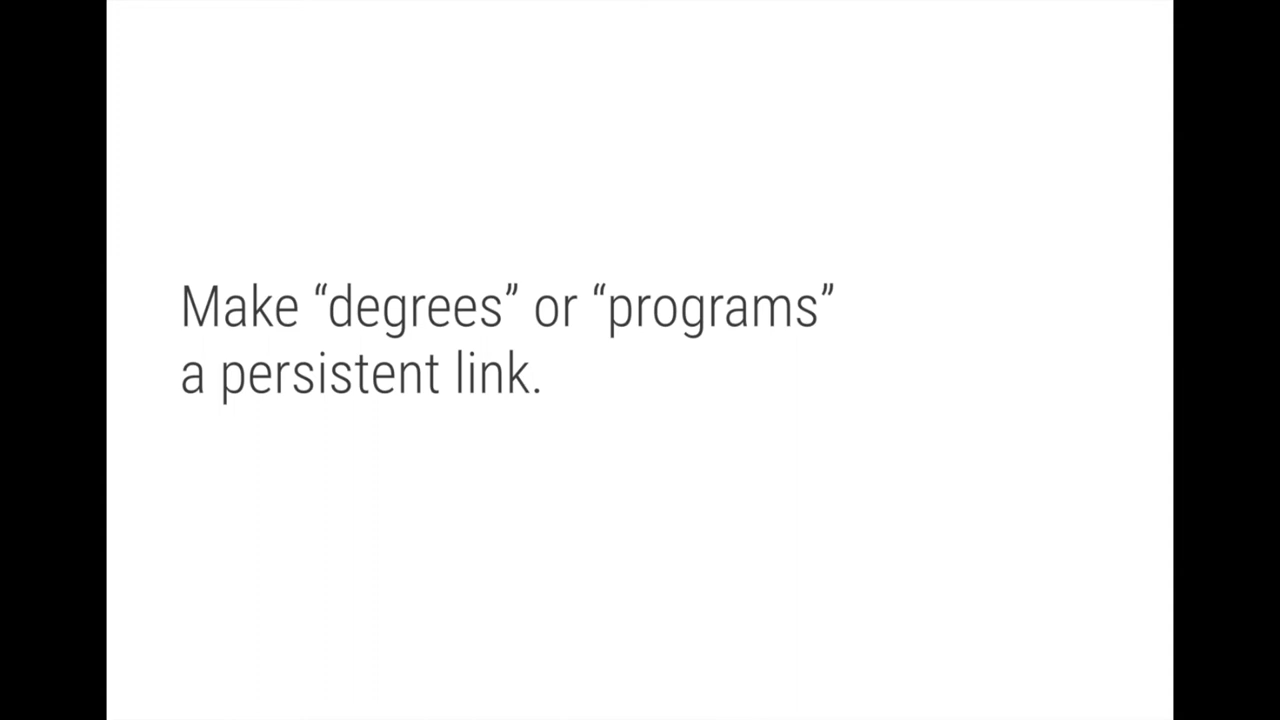 Make “degrees” or “programs”
a persistent link.